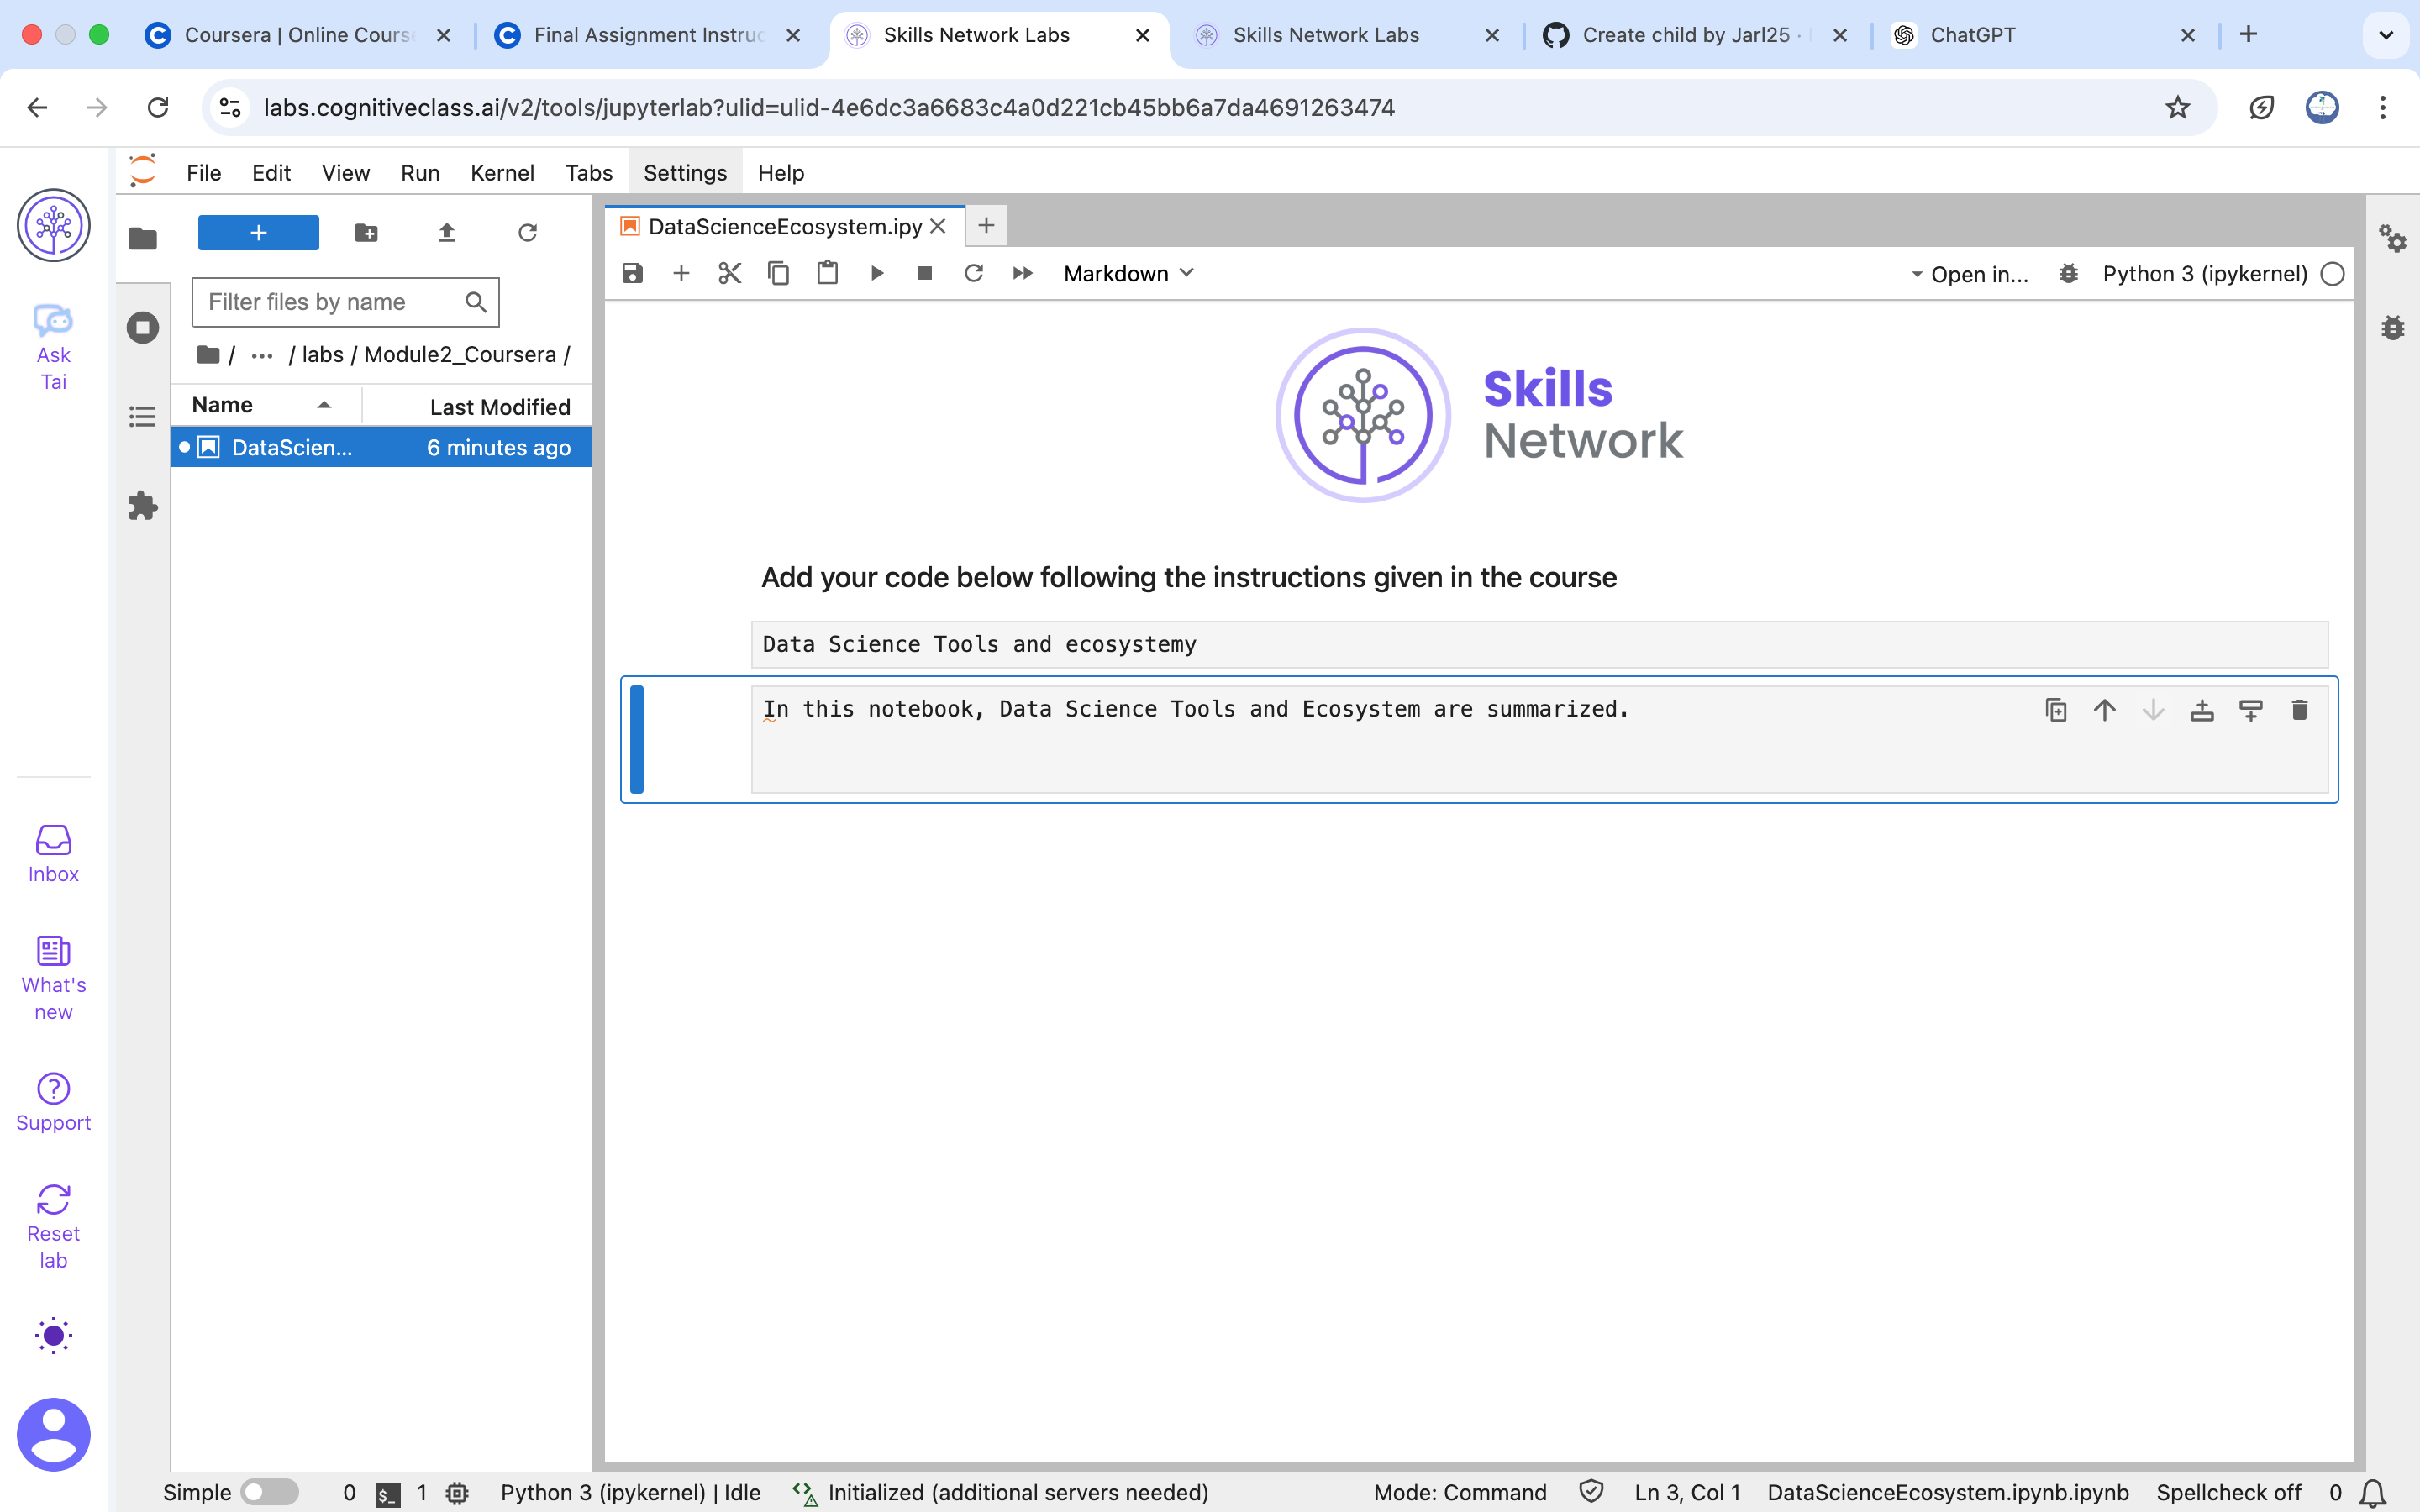 Coursera | Online Course
Final Assignment Instruc
Skills Network Labs
Skills Network Labs
Create child by Jarl25 ·
ChatGPT
labs.cognitiveclass.ai/v2/tools/jupyterlab?ulid=ulid-4e6dc3a6683c4a0d221cb45bb6a7da4691263474
File Edit View Run Kernel Tabs Settings Help
Ask
Tai
Inbox
What's
new
Support
Reset
lab
Filter files by name
/ ... / labs / Module2_Coursera /
Name Last Modified
DataScien... 6 minutes ago
DataScienceEcosystem.ipy
Markdown
Open in...
Python 3 (ipykernel)
Skills
Network
Add your code below following the instructions given in the course
Data Science Tools and ecosystemy
In this notebook, Data Science Tools and Ecosystem are summarized.
Simple 0 $_ 1 Python 3 (ipykernel) | Idle Initialized (additional servers needed) Mode: Command Ln 3, Col 1 DataScienceEcosystem.ipynb.ipynb Spellcheck off 0